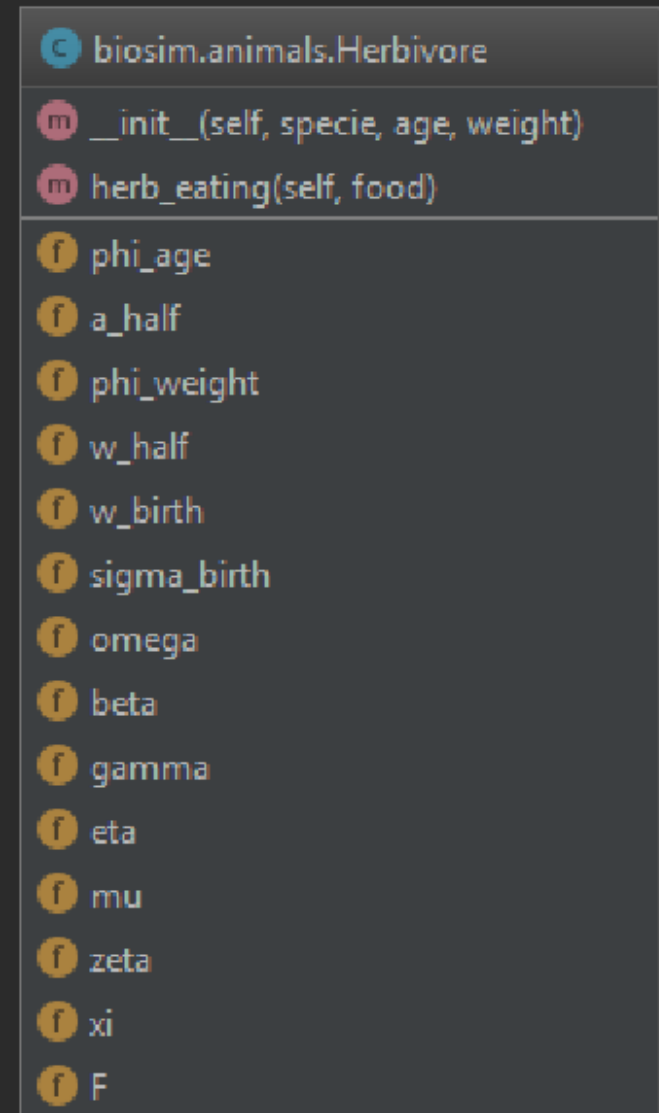 C biosim.animals.Herbivore
m __init__(self, specie, age, weight)
m herb_eating(self, food)
f phi_age
f a_half
f phi_weight
f w_half
f w_birth
f sigma_birth
f omega
f beta
f gamma
f eta
f mu
f zeta
f xi
f F